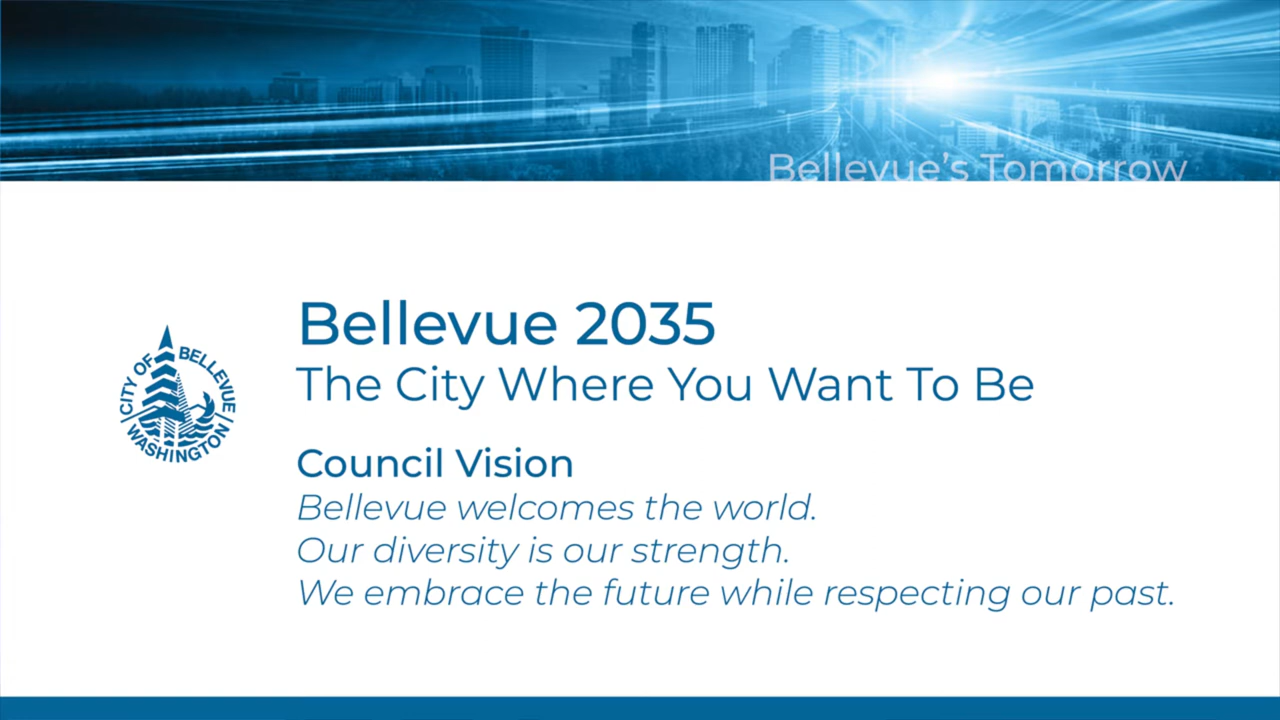 Bellevue's Tomorrow
Bellevue 2035
The City Where You Want To Be
CITY OF BELLEVUE
WASHINGTON
Council Vision
Bellevue welcomes the world.
Our diversity is our strength.
We embrace the future while respecting our past.